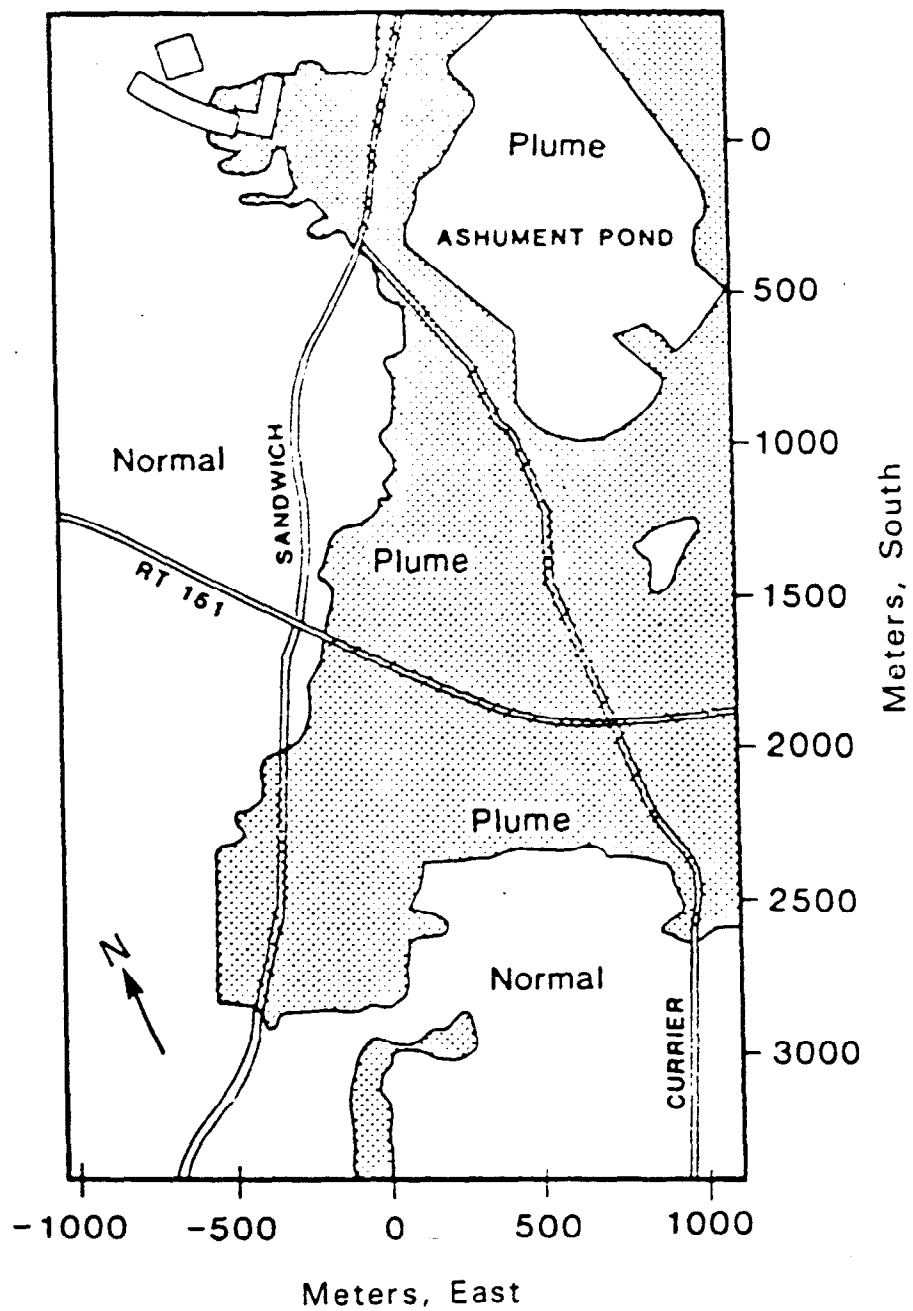 Plume
0
ASHUMENT POND
500
Normal
SANDWICH
1000
Plume
RT 151
1500
Meters, South
2000
Plume
2500
N
Normal
CURRIER
3000
-1000 -500 0 500 1000
Meters, East